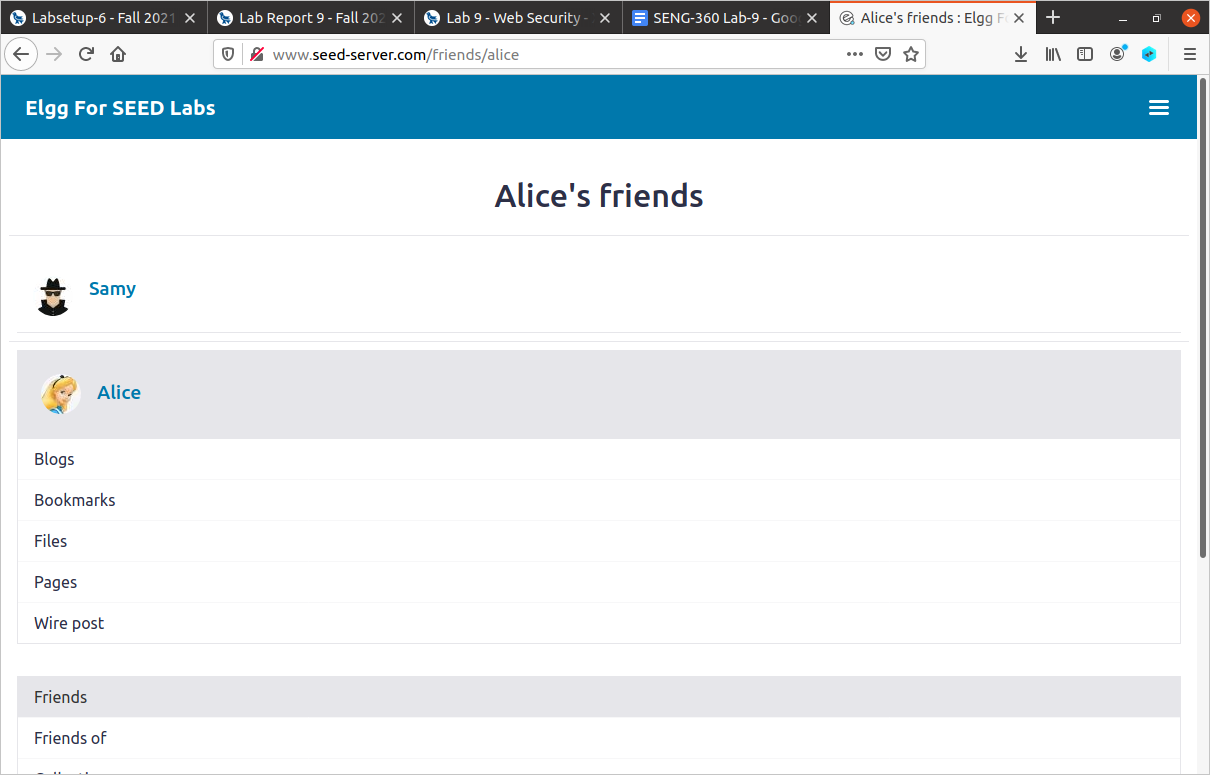 Labsetup-6 - Fall 2021
Lab Report 9 - Fall 202
Lab 9 - Web Security -
SENG-360 Lab-9 - Goo
Alice's friends : Elgg Fo
www.seed-server.com/friends/alice
Elgg For SEED Labs
Alice's friends
Samy
Alice
Blogs
Bookmarks
Files
Pages
Wire post
Friends
Friends of